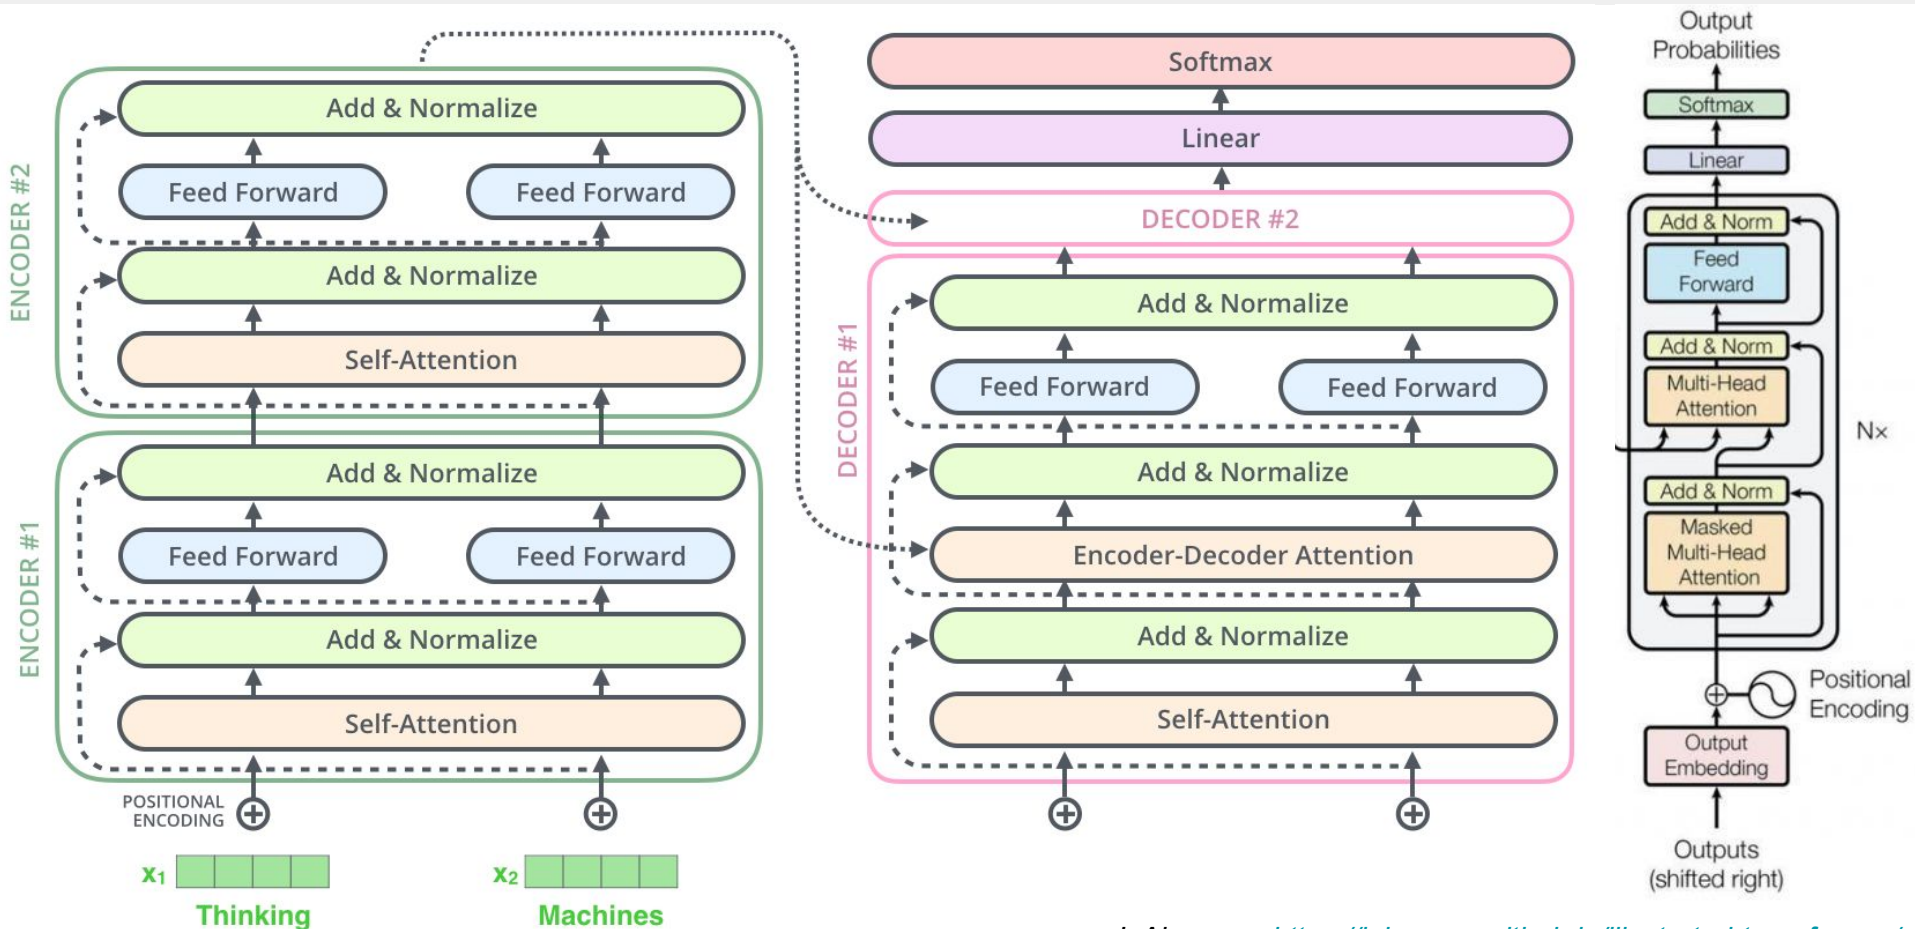 ENCODER #2
Add & Normalize
Feed Forward
Feed Forward
Add & Normalize
Self-Attention
ENCODER #1
Add & Normalize
Feed Forward
Feed Forward
Add & Normalize
Self-Attention
POSITIONAL
ENCODING
x1
x2
Thinking
Machines
Softmax
Linear
DECODER #2
DECODER #1
Add & Normalize
Feed Forward
Feed Forward
Add & Normalize
Encoder-Decoder Attention
Add & Normalize
Self-Attention
Output
Probabilities
Softmax
Linear
Add & Norm
Feed
Forward
Add & Norm
Multi-Head
Attention
N×
Add & Norm
Masked
Multi-Head
Attention
Positional
Encoding
Output
Embedding
Outputs
(shifted right)